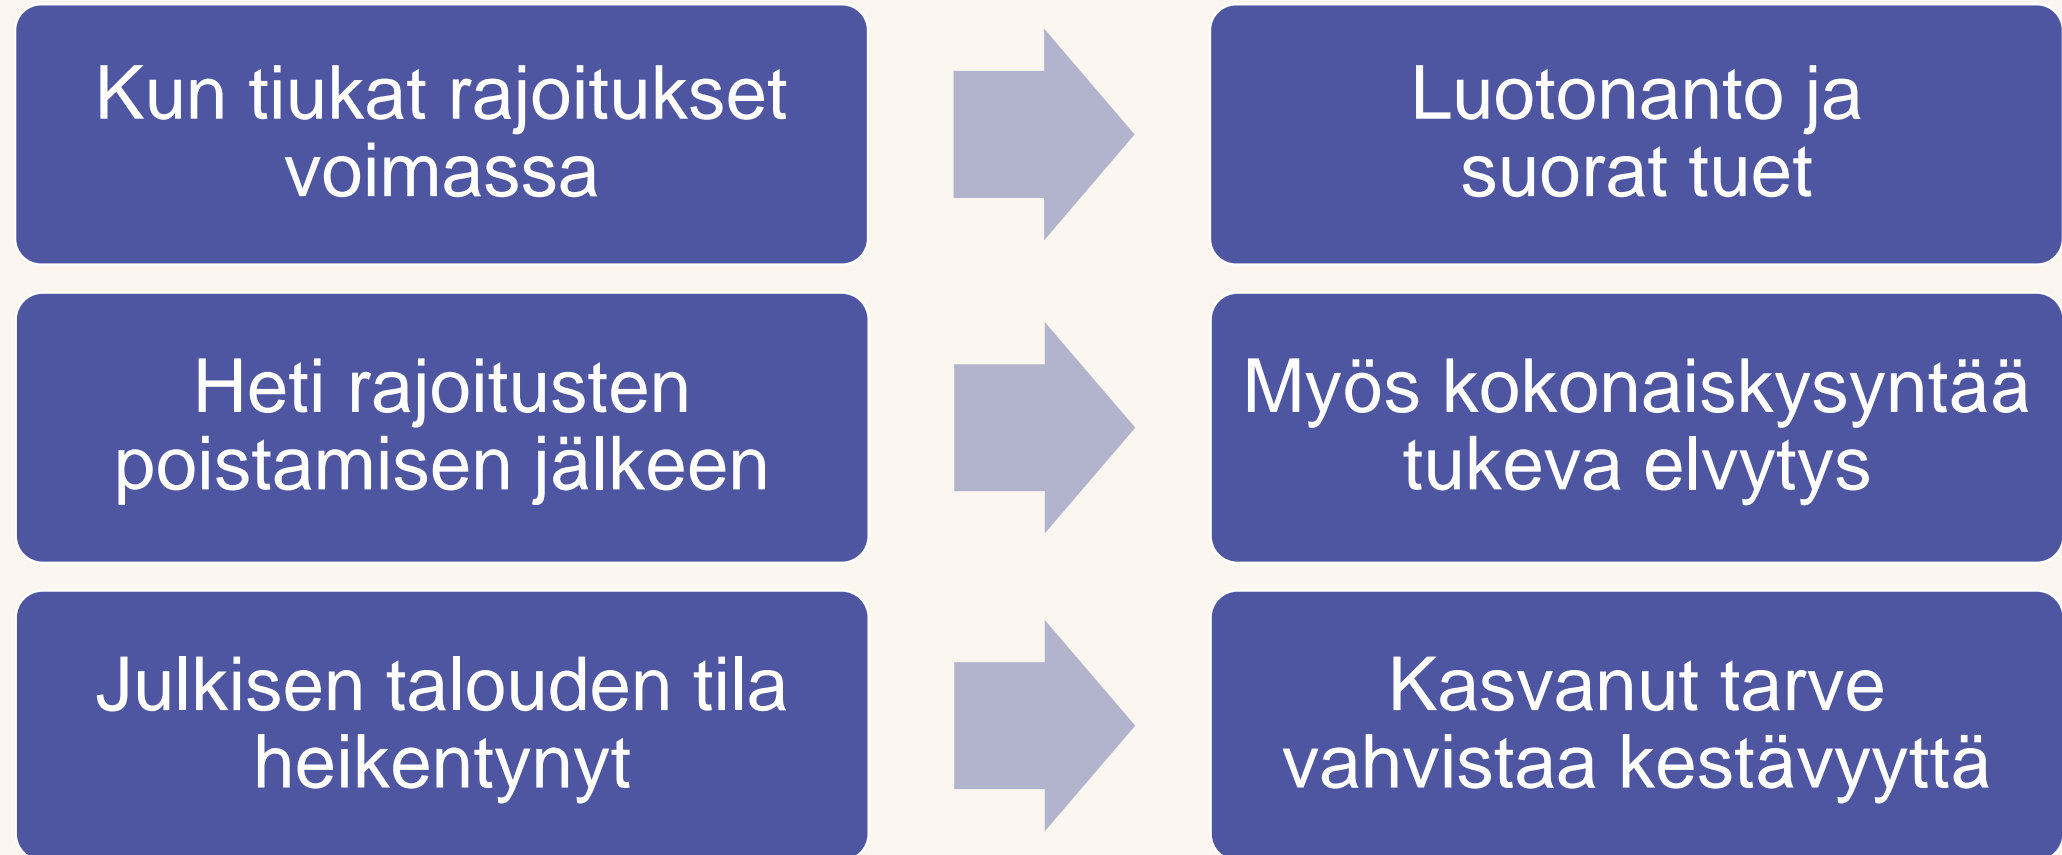 Kun tiukat rajoitukset
voimassa
Luotonanto ja
suorat tuet
Heti rajoitusten
poistamisen jälkeen
Myös kokonaiskysyntää
tukeva elvytys
Julkisen talouden tila
heikentynyt
Kasvanut tarve
vahvistaa kestävyyttä